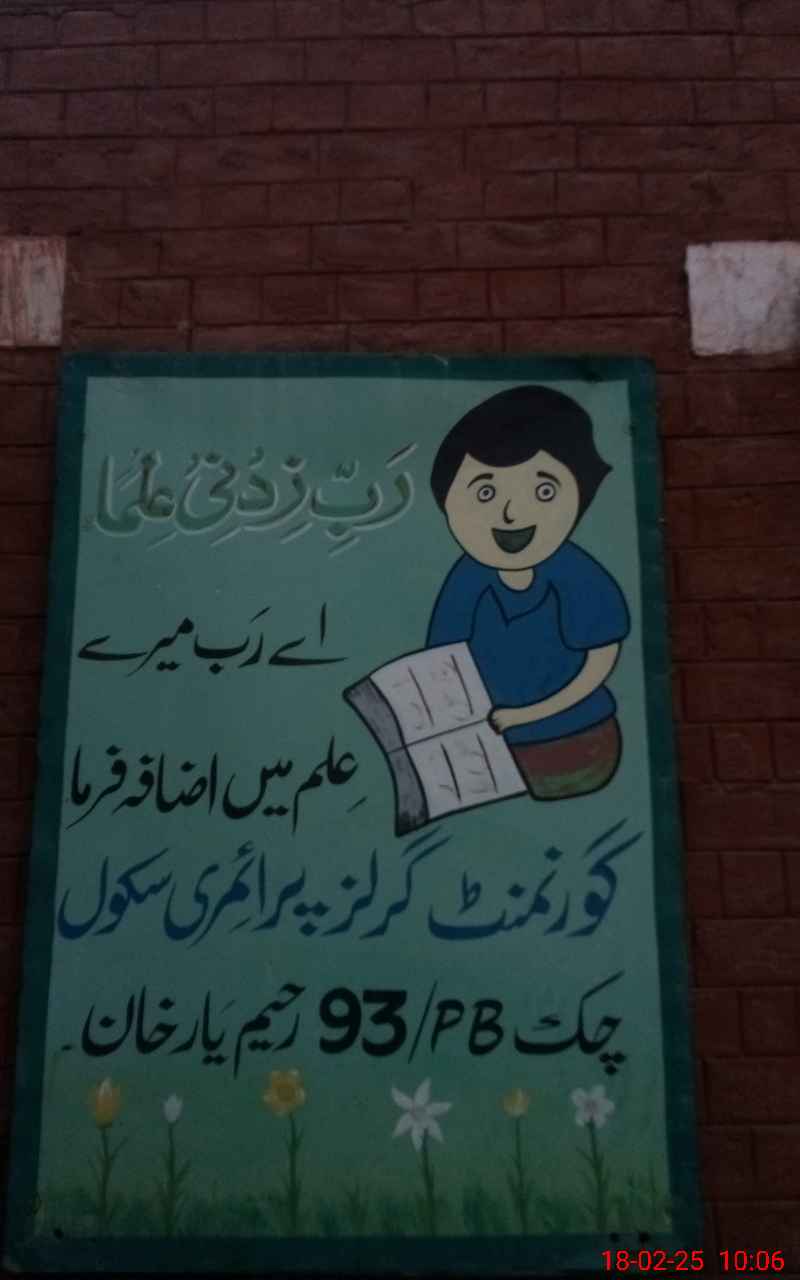 رَبِّ زِدْنِیْ عِلْمًا
اے رَب میرے
عِلم میں اضافہ فرما
گورنمنٹ گرلز پرائمری سکول
چک 93/PB رحیم یار خان۔
18-02-25 10:06